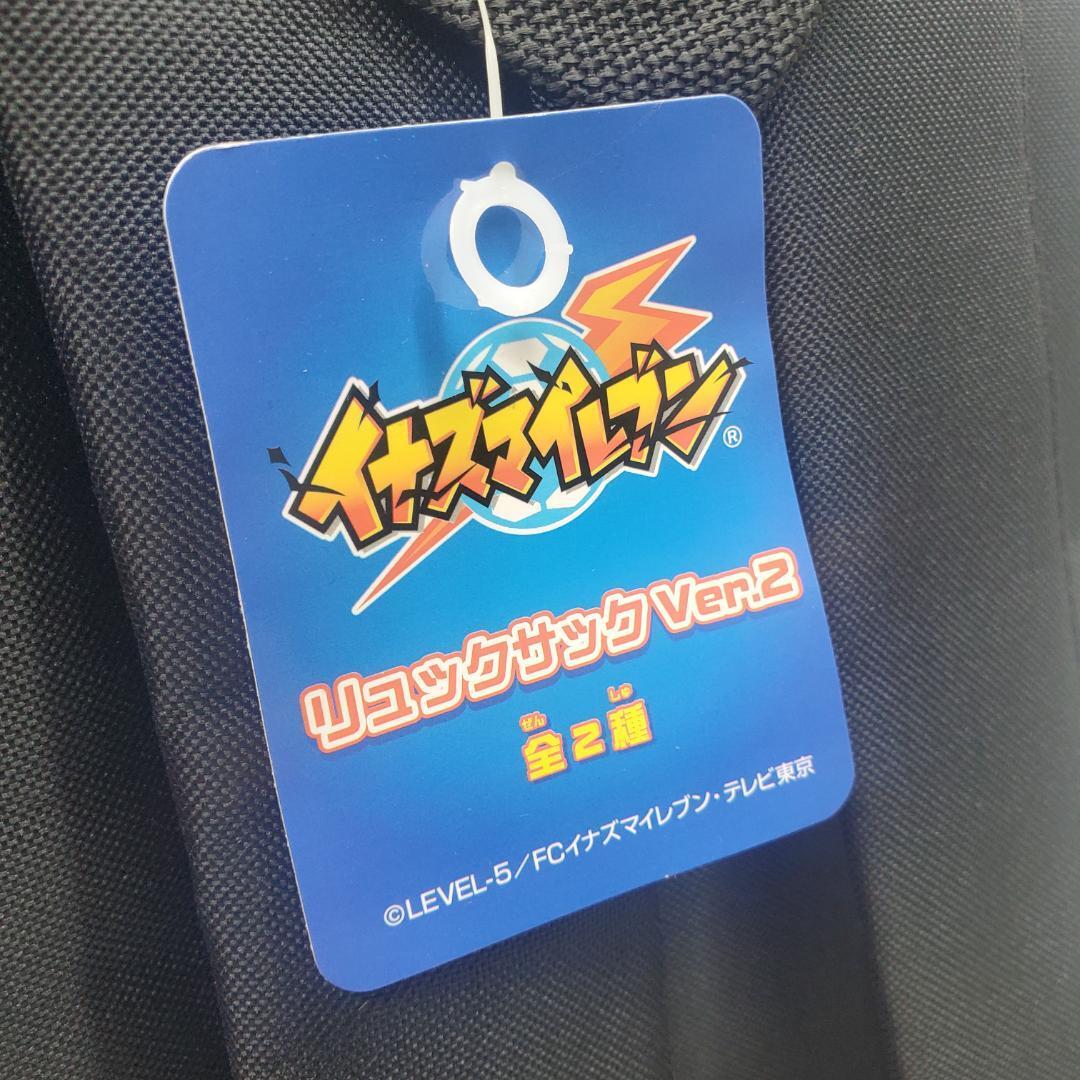 イナズマイレブン®
リュックサック Ver.2
ぜん しゅ
全2種
©LEVEL-5/FCイナズマイレブン・テレビ東京